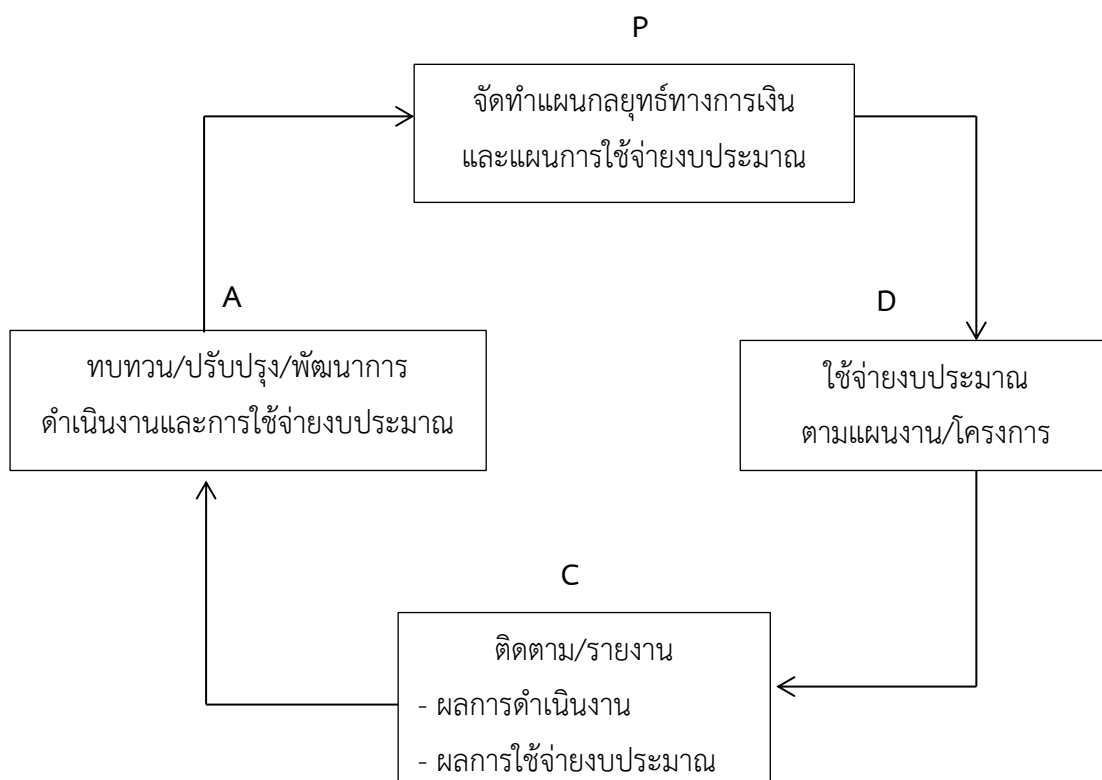 P
จัดทำแผนกลยุทธ์ทางการเงิน
และแผนการใช้จ่ายงบประมาณ
D
ใช้จ่ายงบประมาณ
ตามแผนงาน/โครงการ
C
ติดตาม/รายงาน
- ผลการดำเนินงาน
- ผลการใช้จ่ายงบประมาณ
A
ทบทวน/ปรับปรุง/พัฒนาการ
ดำเนินงานและการใช้จ่ายงบประมาณ